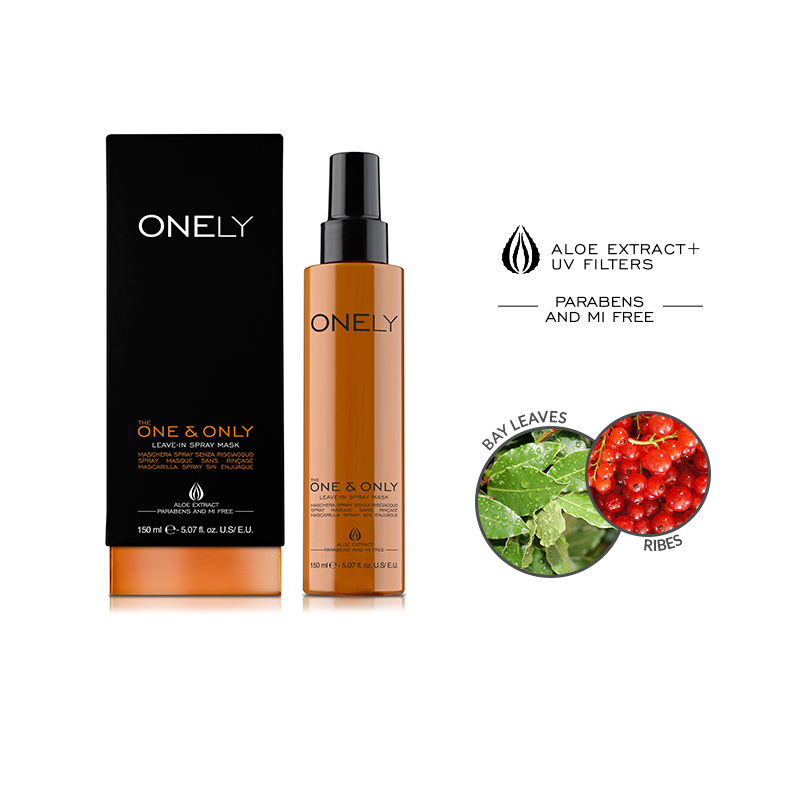 ONELY
THE
ONE & ONLY
LEAVE-IN SPRAY MASK
MASCHERA SPRAY SENZA RISCIACQUO
SPRAY MASQUE SANS RINÇAGE
MASCARILLA SPRAY SIN ENJUAGUE
ALOE EXTRACT
PARABENS AND MI FREE
150 ml ℮ - 5.07 fl. oz. U.S/ E.U.
ONELY
THE
ONE & ONLY
LEAVE-IN SPRAY MASK
MASCHERA SPRAY SENZA RISCIACQUO
SPRAY MASQUE SANS RINÇAGE
MASCARILLA SPRAY SIN ENJUAGUE
ALOE EXTRACT
PARABENS AND MI FREE
150 ml ℮ - 5.07 fl. oz. U.S/ E.U.
ALOE EXTRACT+
UV FILTERS
PARABENS
AND MI FREE
BAY LEAVES
RIBES